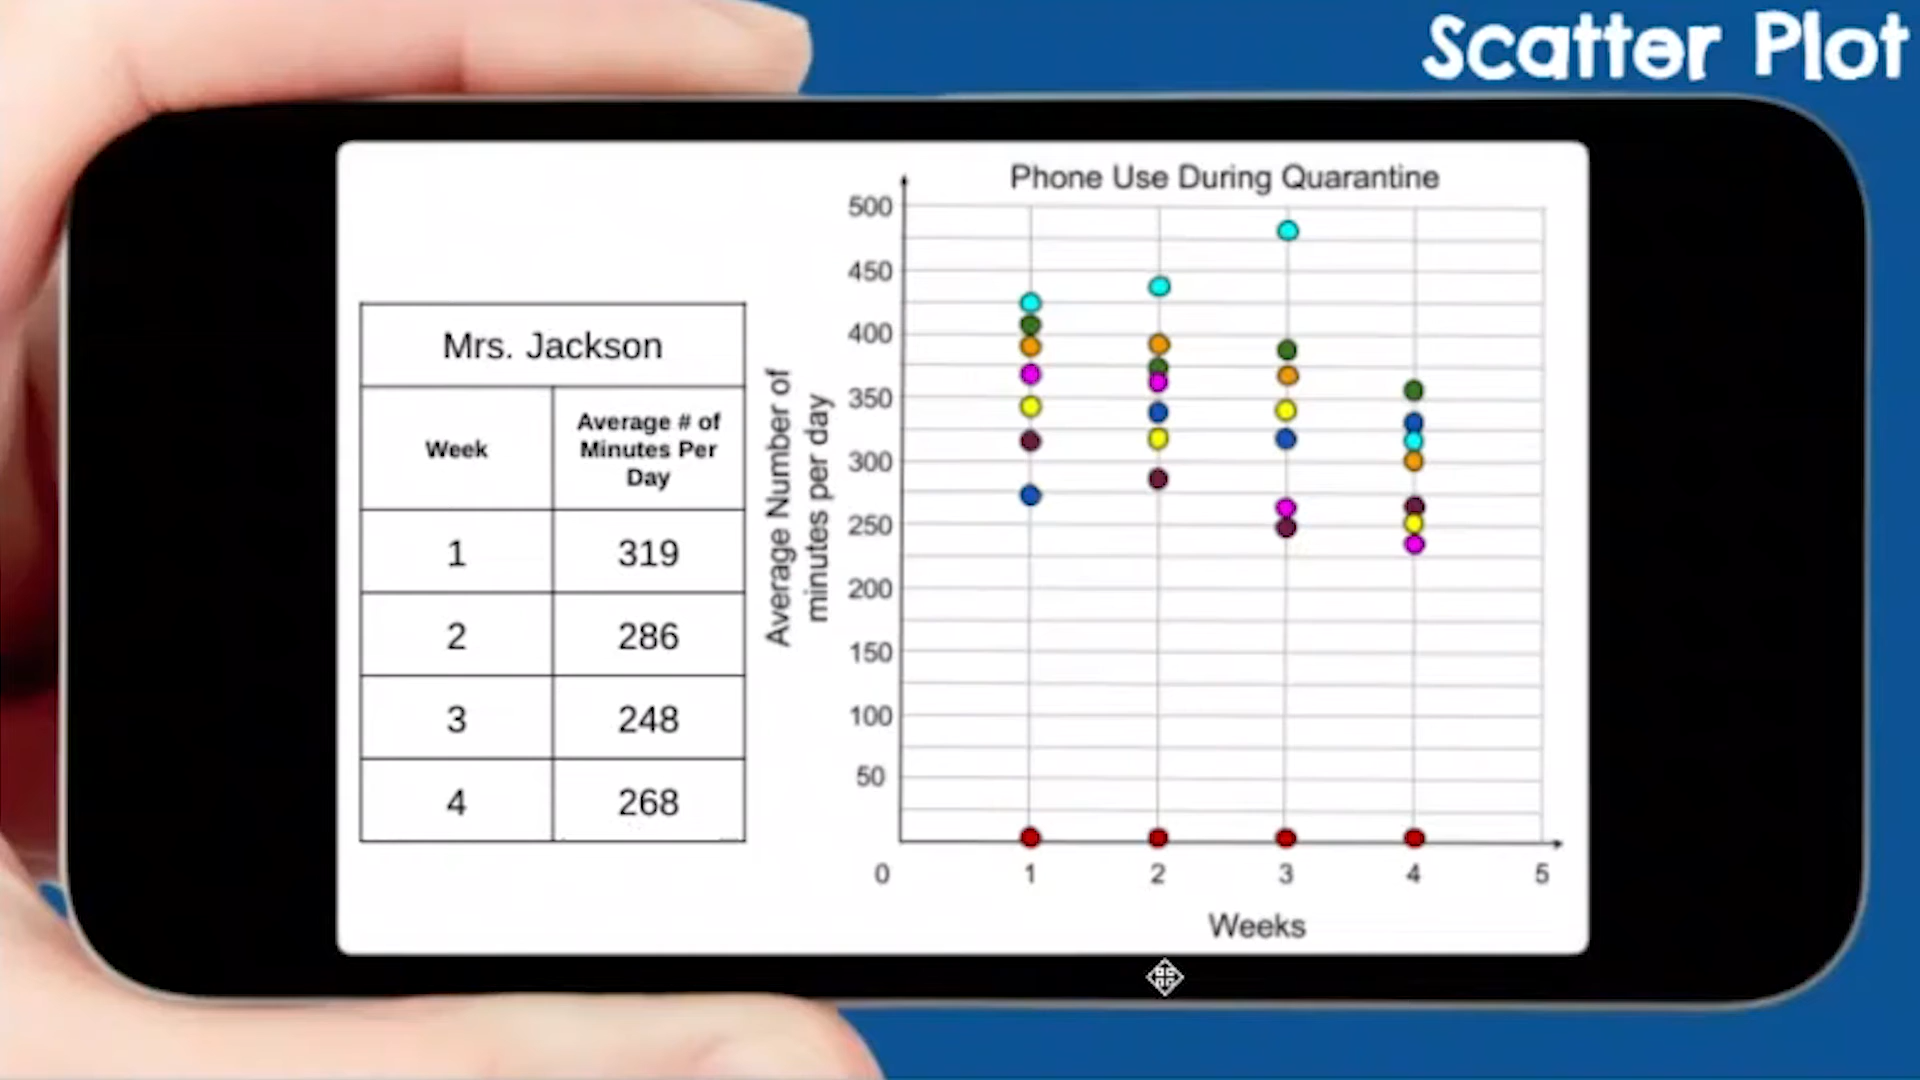 Scatter Plot
Mrs. Jackson
Week
Average # of
Minutes Per
Day
1
319
2
286
3
248
4
268
Phone Use During Quarantine
Average Number of
minutes per day
500
450
400
350
300
250
200
150
100
50
0
1
2
3
4
5
Weeks